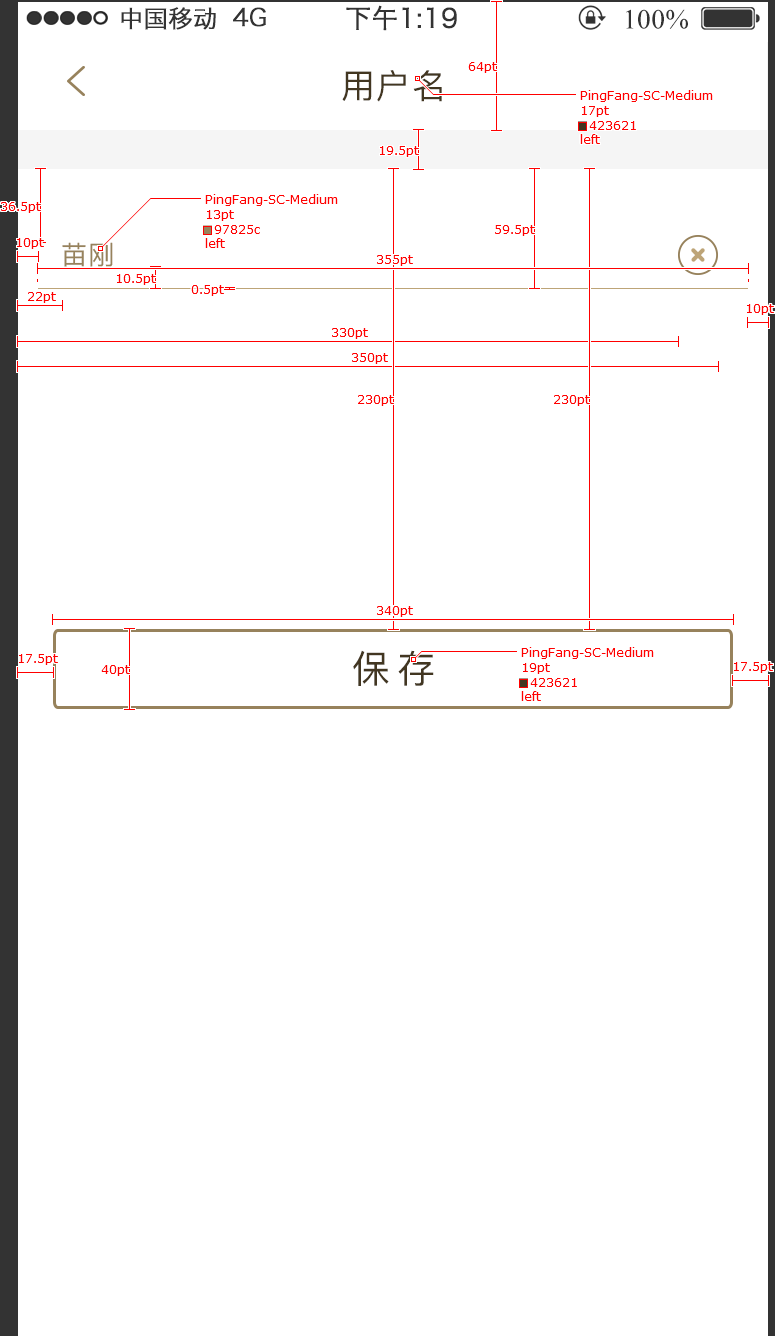 中国移动 4G 下午1:19 100%
64pt
用户名
PingFang-SC-Medium
17pt
423621
left
19.5pt
36.5pt
PingFang-SC-Medium
13pt
97825c
left
59.5pt
10pt
苗刚
355pt
10.5pt
0.5pt
22pt
10pt
330pt
350pt
230pt
230pt
340pt
17.5pt
40pt
保存
PingFang-SC-Medium
19pt
423621
left
17.5pt